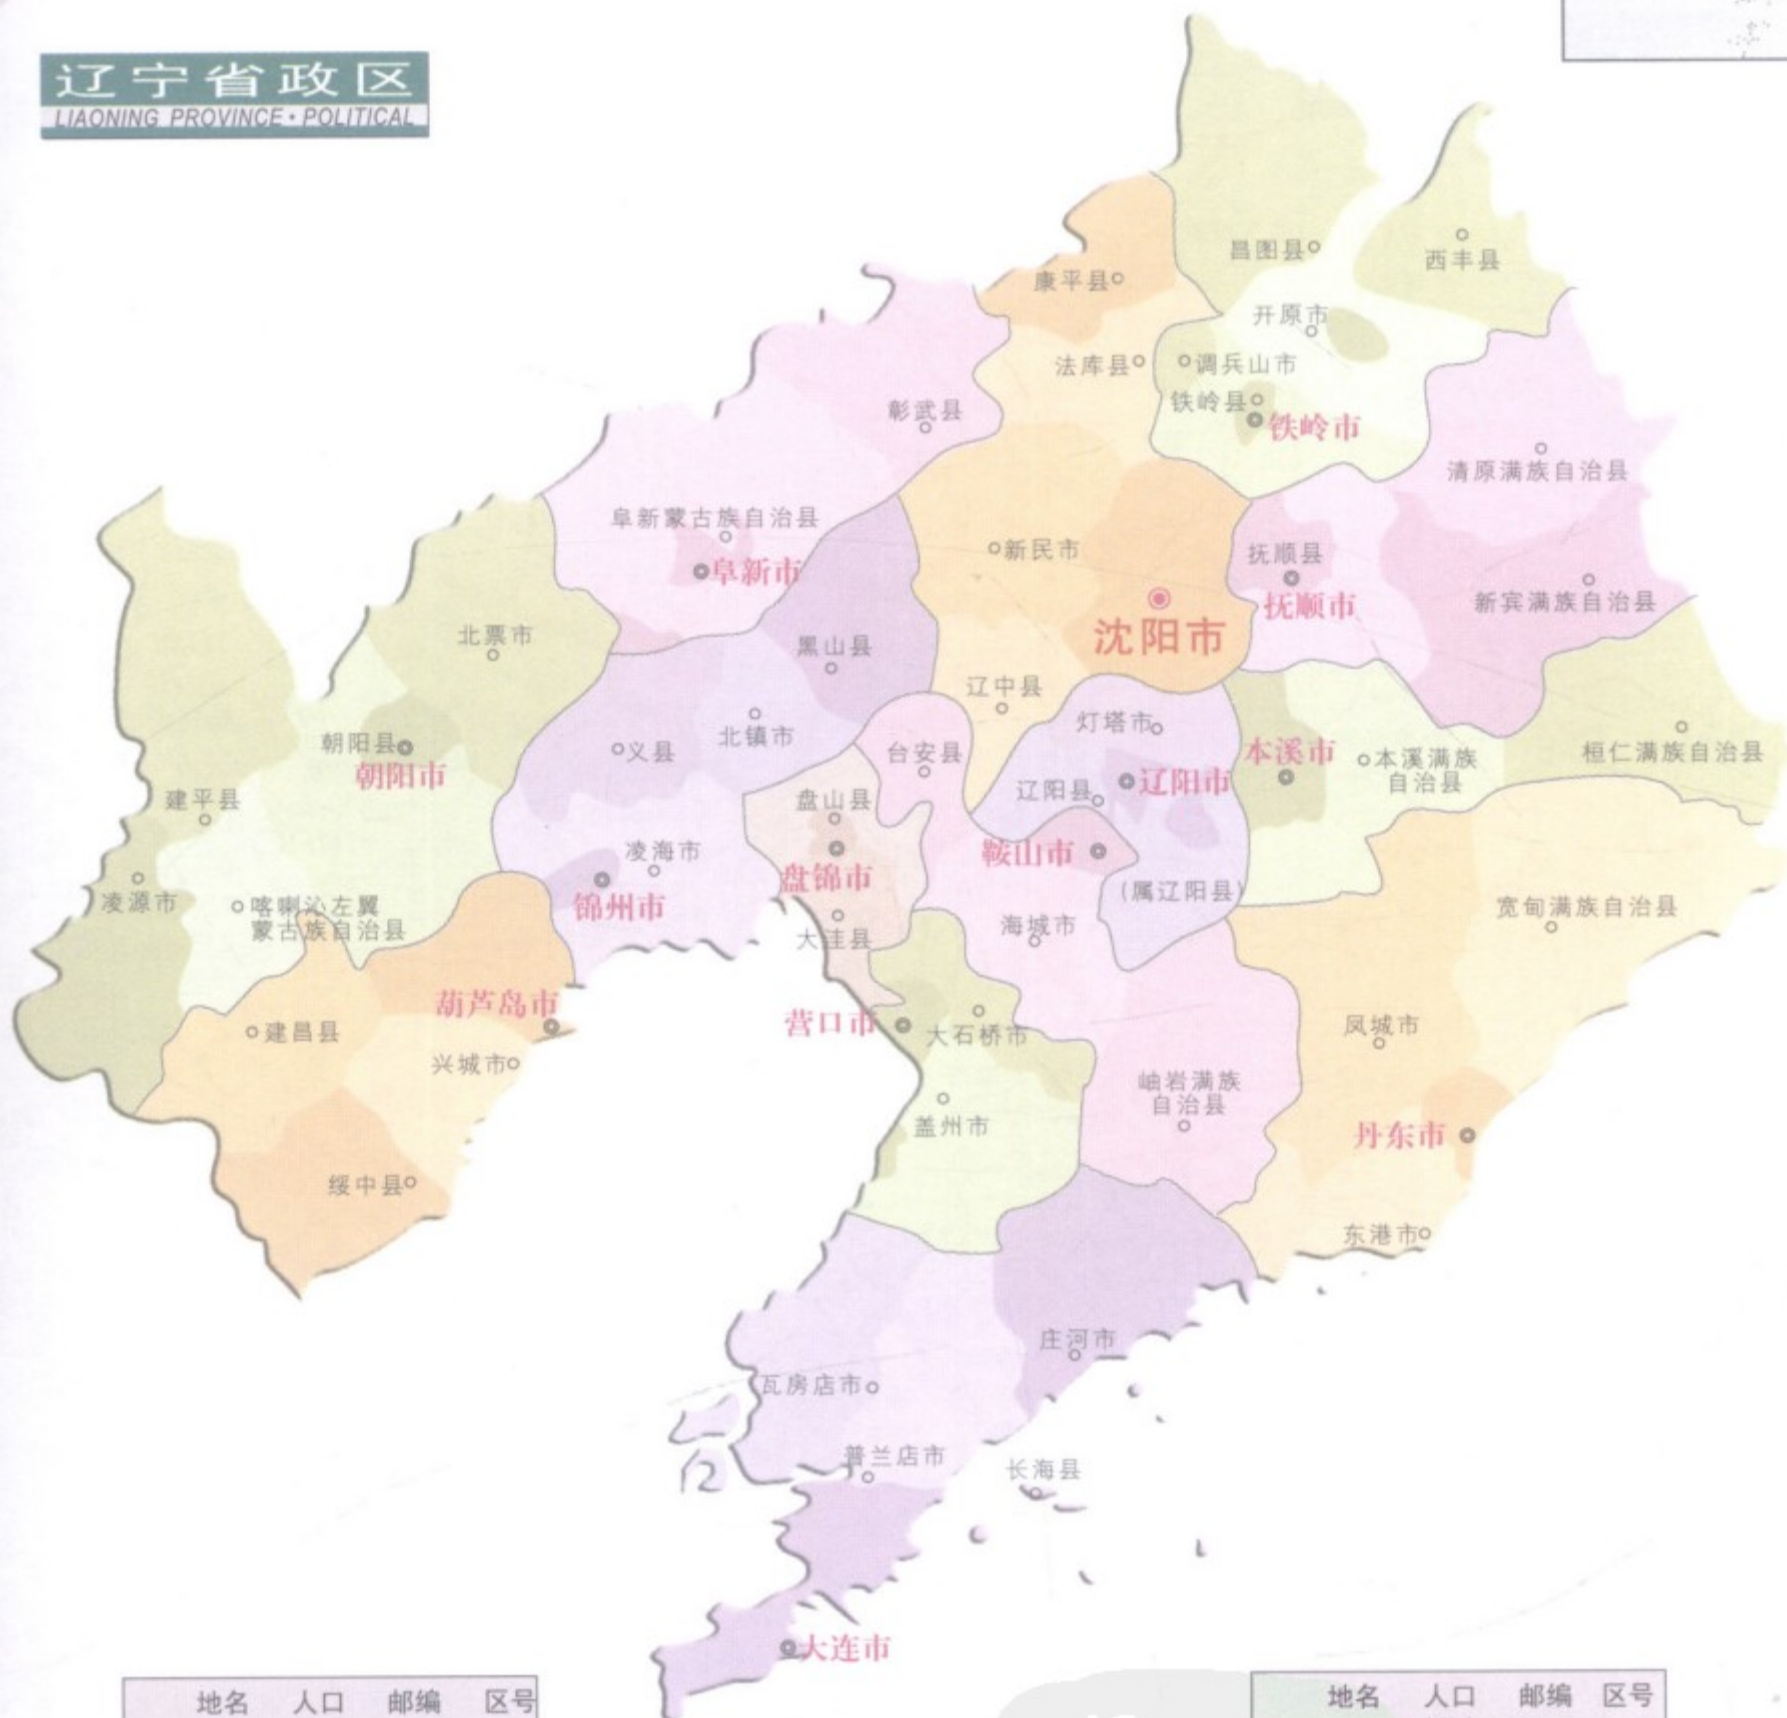 辽宁省政区
LIAONING PROVINCE·POLITICAL
昌图县
西丰县
康平县
开原市
法库县
调兵山市
铁岭县
铁岭市
彰武县
清原满族自治县
阜新蒙古族自治县
阜新市
新民市
抚顺县
抚顺市
新宾满族自治县
沈阳市
北票市
黑山县
辽中县
灯塔市
朝阳县
朝阳市
义县
北镇市
台安县
本溪市
本溪满族
自治县
桓仁满族自治县
辽阳县
辽阳市
建平县
盘山县
凌海市
盘锦市
鞍山市
(属辽阳县)
凌源市
喀喇沁左翼
蒙古族自治县
锦州市
大洼县
海城市
宽甸满族自治县
葫芦岛市
营口市
大石桥市
凤城市
建昌县
兴城市
岫岩满族
自治县
盖州市
丹东市
绥中县
东港市
庄河市
瓦房店市
普兰店市
长海县
大连市
地名 人口 邮编 区号
地名 人口 邮编 区号